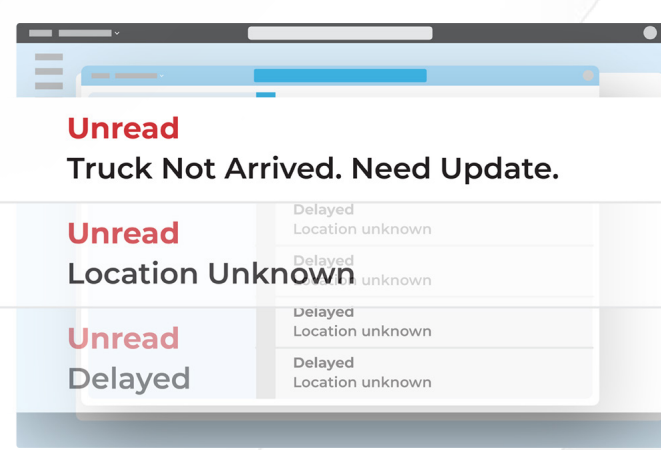 Unread
Truck Not Arrived. Need Update.
Unread
Location Unknown
Unread
Delayed
Delayed
Location unknown
Delayed
Location unknown
Delayed
Location unknown
Delayed
Location unknown